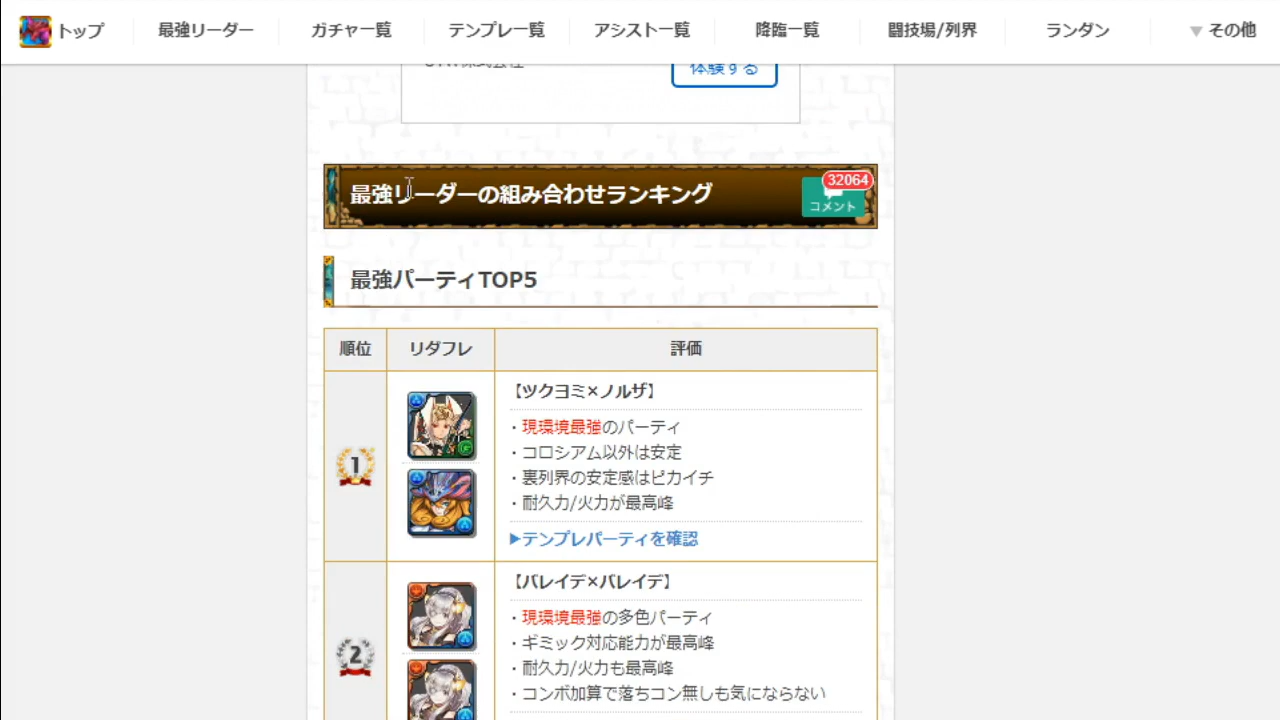 トップ
最強リーダー
ガチャ一覧
テンプレ一覧
アシスト一覧
降臨一覧
闘技場/列界
ランダン
▼その他
体験する
最強リーダーの組み合わせランキング
32064
コメント
最強パーティTOP5
順位
リダフレ
評価
【ツクヨミ×ノルザ】
・現環境最強のパーティ
・コロシアム以外は安定
・裏列界の安定感はピカイチ
・耐久力/火力が最高峰
▶テンプレパーティを確認
1
【バレイデ×バレイデ】
・現環境最強の多色パーティ
・ギミック対応能力が最高峰
・耐久力/火力も最高峰
・コンボ加算で落ちコン無しも気にならない
2